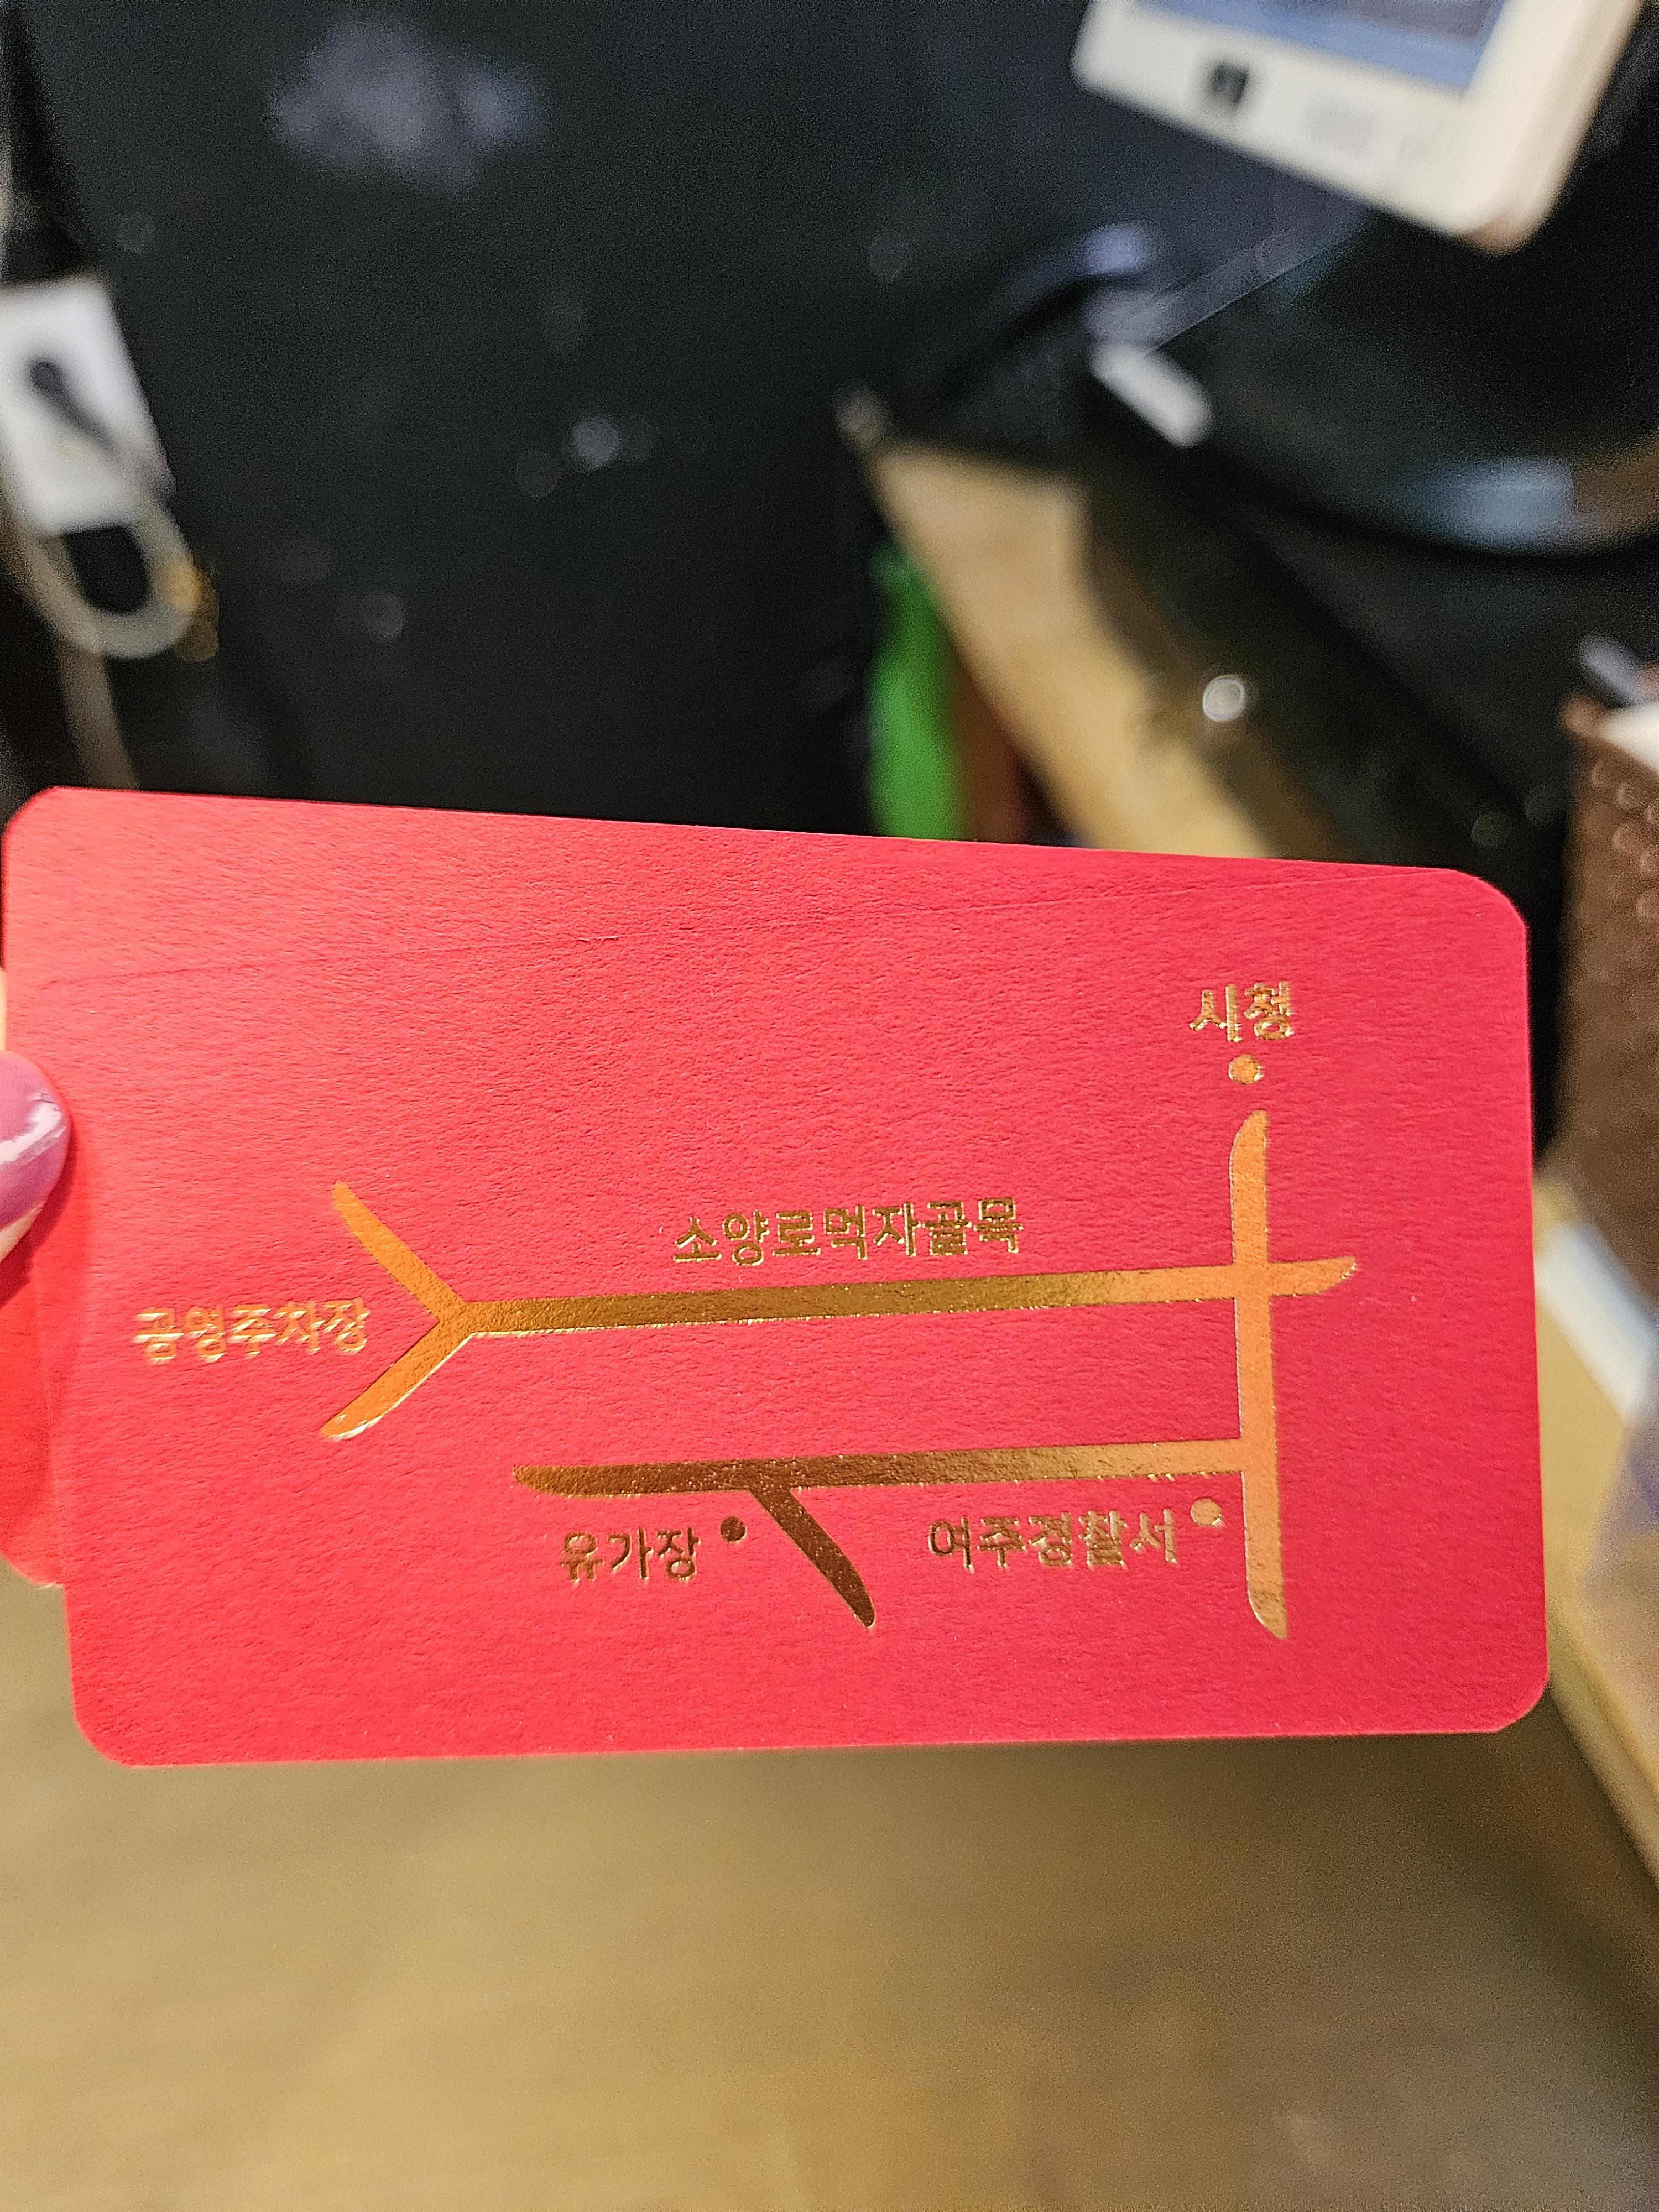 시청
소양로먹자골목
공영주차장
여주경찰서
유가장